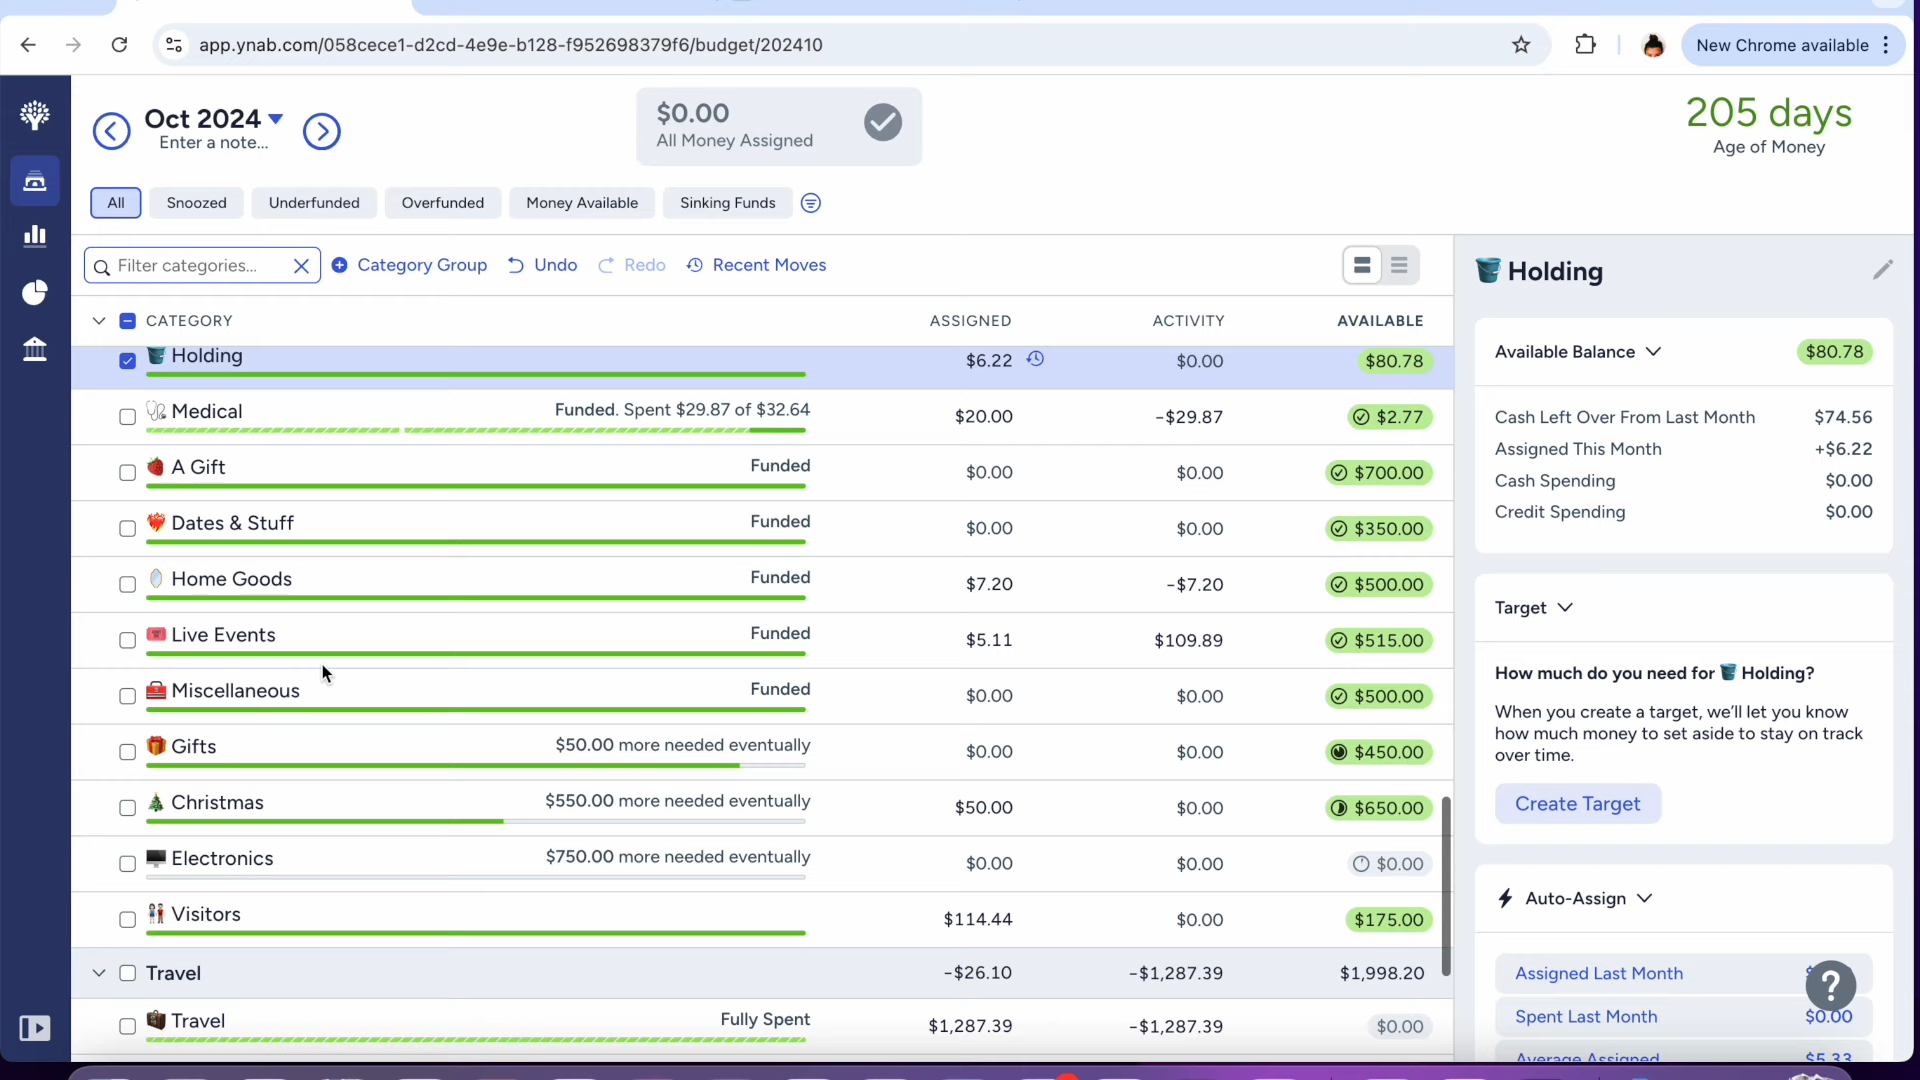 app.ynab.com/058cece1-d2cd-4e9e-b128-f952698379f6/budget/202410
New Chrome available
Oct 2024
Enter a note...
$0.00
All Money Assigned
205 days
Age of Money
All Snoozed Underfunded Overfunded Money Available Sinking Funds
Filter categories... Category Group Undo Redo Recent Moves
CATEGORY ASSIGNED ACTIVITY AVAILABLE
Holding $6.22 $0.00 $80.78
Medical Funded. Spent $29.87 of $32.64 $20.00 -$29.87 $2.77
A Gift Funded $0.00 $0.00 $700.00
Dates & Stuff Funded $0.00 $0.00 $350.00
Home Goods Funded $7.20 -$7.20 $500.00
Live Events Funded $5.11 $109.89 $515.00
Miscellaneous Funded $0.00 $0.00 $500.00
Gifts $50.00 more needed eventually $0.00 $0.00 $450.00
Christmas $550.00 more needed eventually $50.00 $0.00 $650.00
Electronics $750.00 more needed eventually $0.00 $0.00 $0.00
Visitors $114.44 $0.00 $175.00
Travel -$26.10 -$1,287.39 $1,998.20
Travel Fully Spent $1,287.39 -$1,287.39 $0.00
Holding
Available Balance $80.78
Cash Left Over From Last Month $74.56
Assigned This Month +$6.22
Cash Spending $0.00
Credit Spending $0.00
Target
How much do you need for Holding?
When you create a target, we'll let you know
how much money to set aside to stay on track
over time.
Create Target
Auto-Assign
Assigned Last Month
?
Spent Last Month $0.00
Average Assigned $5.33